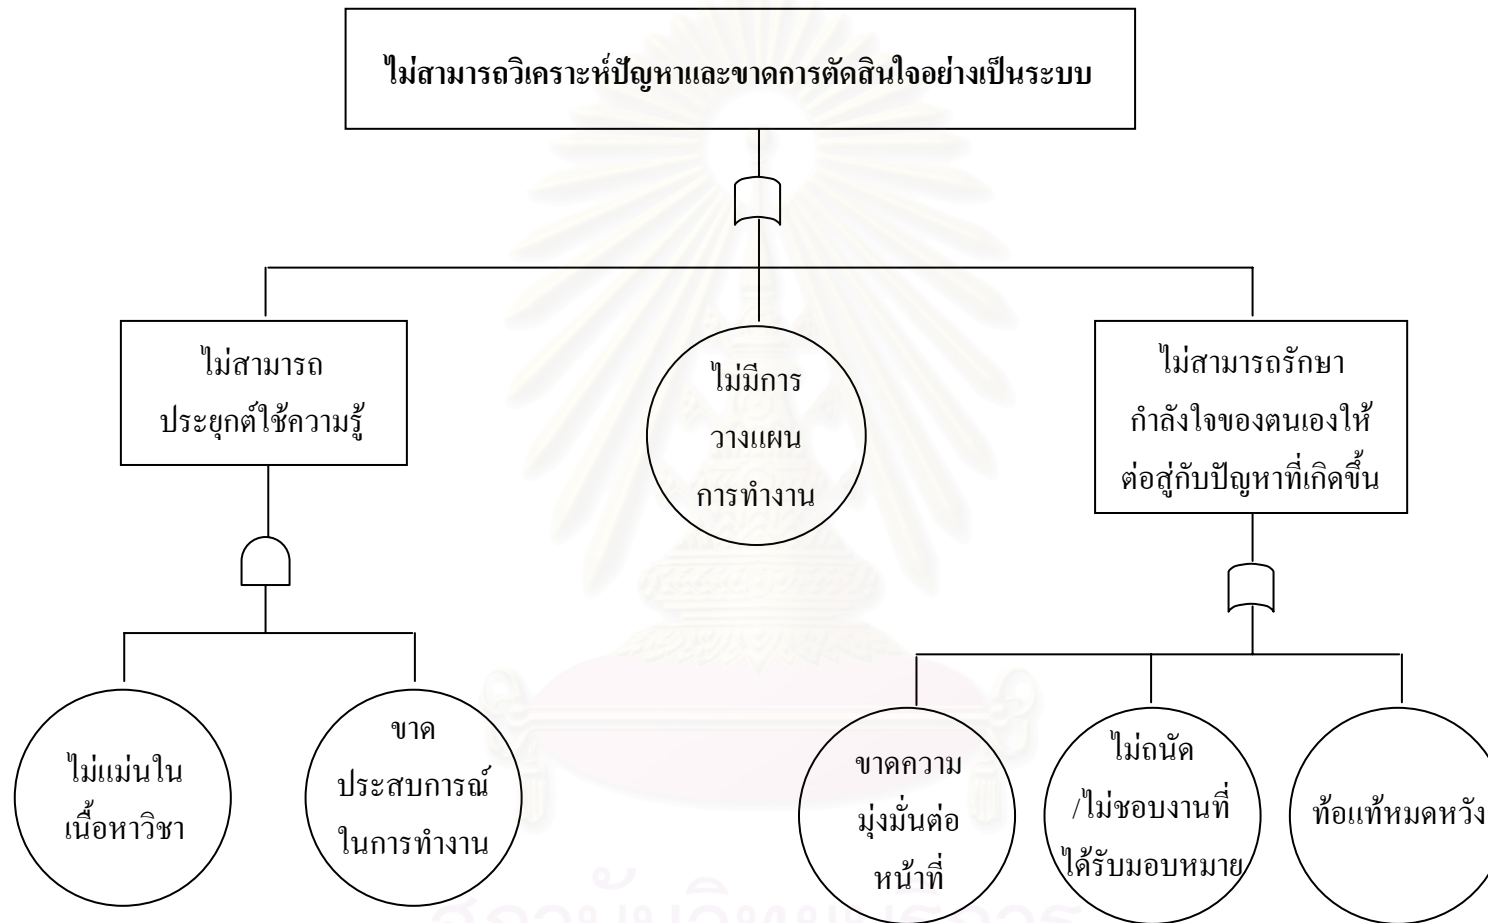 ไม่สามารถวิเคราะห์ปัญหาและขาดการตัดสินใจอย่างเป็นระบบ
ไม่สามารถ
ประยุกต์ใช้ความรู้
ไม่มีการ
วางแผน
การทำงาน
ไม่สามารถรักษา
กำลังใจของตนเองให้
ต่อสู้กับปัญหาที่เกิดขึ้น
ไม่แม่นใน
เนื้อหาวิชา
ขาด
ประสบการณ์
ในการทำงาน
ขาดความ
มุ่งมั่นต่อ
หน้าที่
ไม่ถนัด
/ไม่ชอบงานที่
ได้รับมอบหมาย
ท้อแท้หมดหวัง